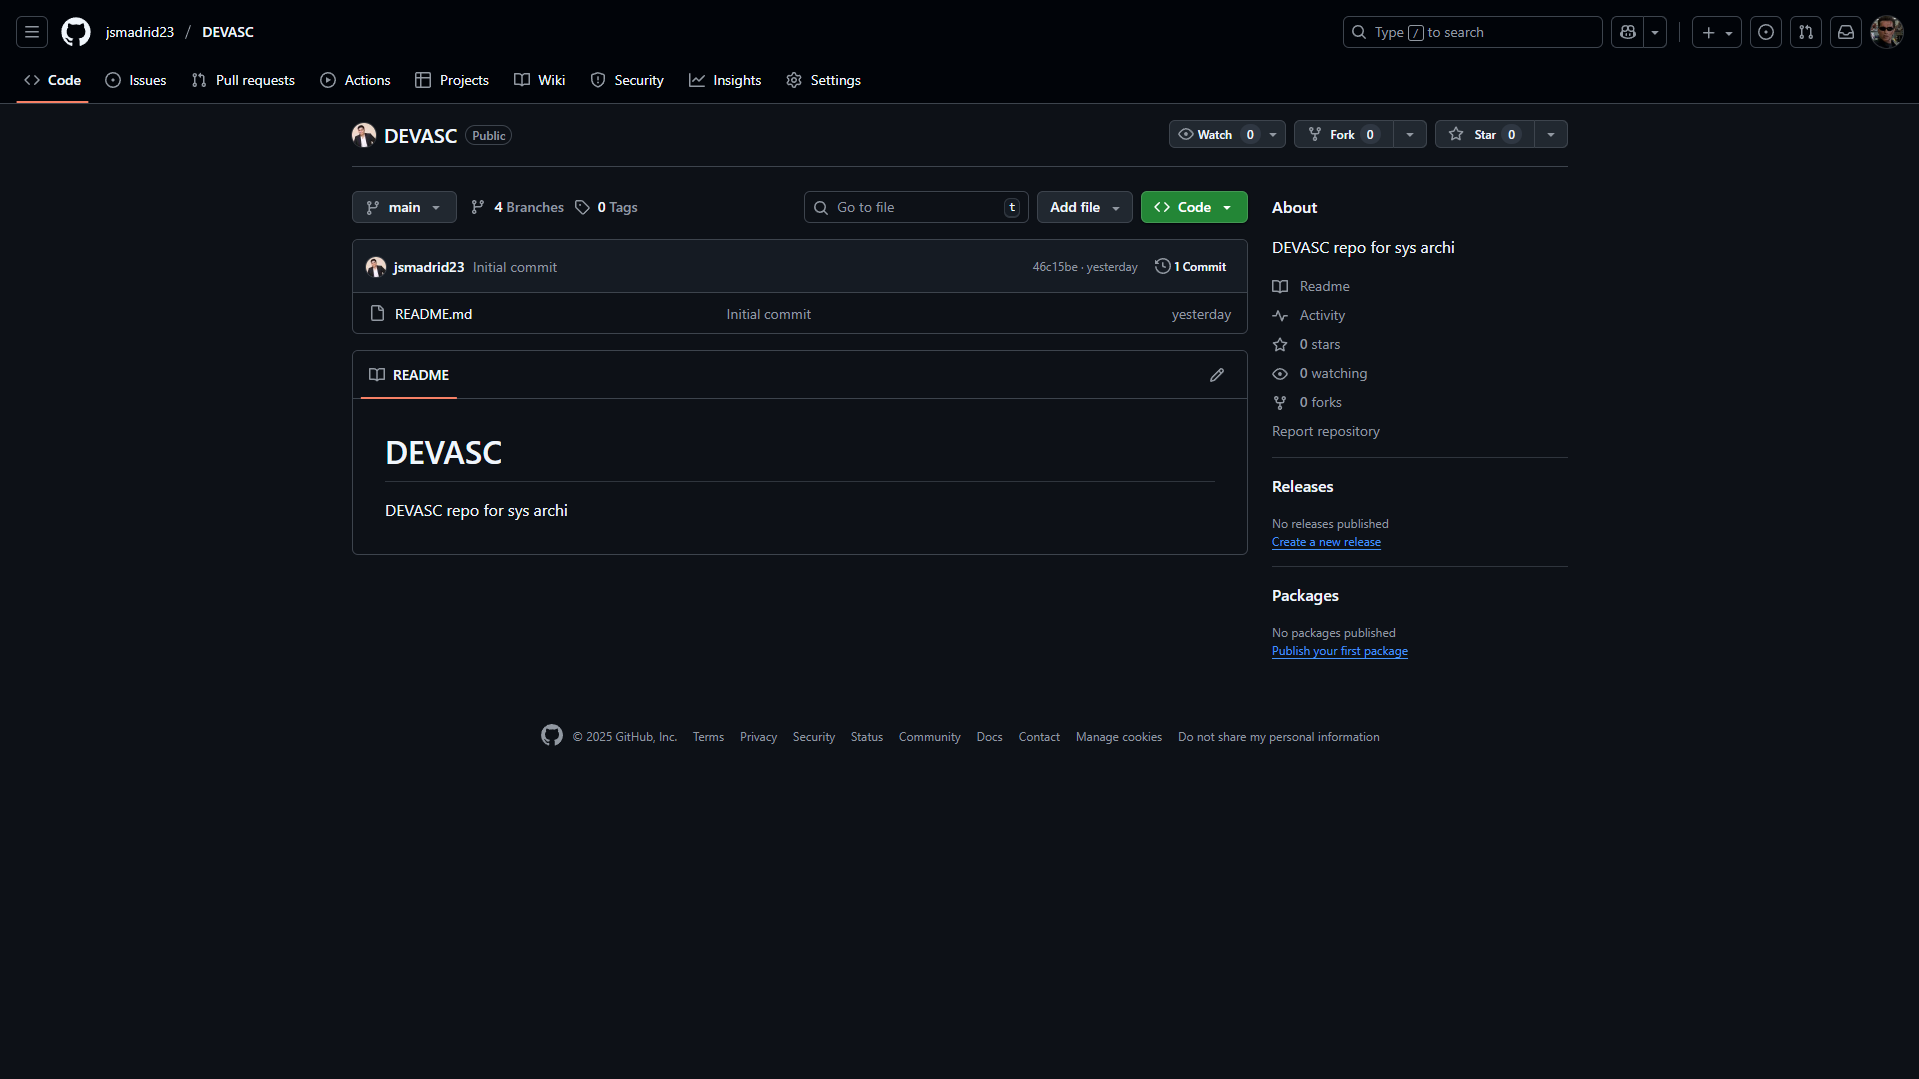 jsmadrid23 / DEVASC
Type / to search
Code Issues Pull requests Actions Projects Wiki Security Insights Settings
DEVASC Public
Watch 0 Fork 0 Star 0
main 4 Branches 0 Tags Go to file t Add file Code
jsmadrid23 Initial commit 46c15be · yesterday 1 Commit
README.md Initial commit yesterday
README
DEVASC
DEVASC repo for sys archi
About
DEVASC repo for sys archi
Readme
Activity
0 stars
0 watching
0 forks
Report repository
Releases
No releases published
Create a new release
Packages
No packages published
Publish your first package
© 2025 GitHub, Inc. Terms Privacy Security Status Community Docs Contact Manage cookies Do not share my personal information